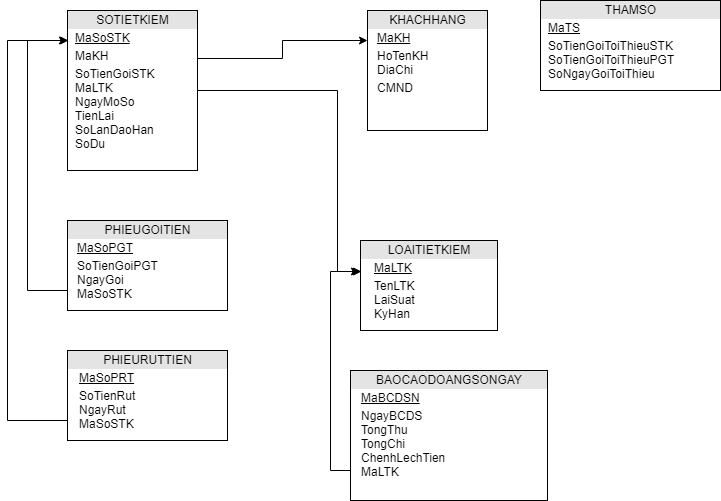 SOTIETKIEM
MaSoSTK
MaKH
SoTienGoiSTK
MaLTK
NgayMoSo
TienLai
SoLanDaoHan
SoDu
KHACHHANG
MaKH
HoTenKH
DiaChi
CMND
THAMSO
MaTS
SoTienGoiToiThieuSTK
SoTienGoiToiThieuPGT
SoNgayGoiToiThieu
PHIEUGOITIEN
MaSoPGT
SoTienGoiPGT
NgayGoi
MaSoSTK
LOAITIETKIEM
MaLTK
TenLTK
LaiSuat
KyHan
PHIEURUTTIEN
MaSoPRT
SoTienRut
NgayRut
MaSoSTK
BAOCAODOANGSONGAY
MaBCDSN
NgayBCDS
TongThu
TongChi
ChenhLechTien
MaLTK